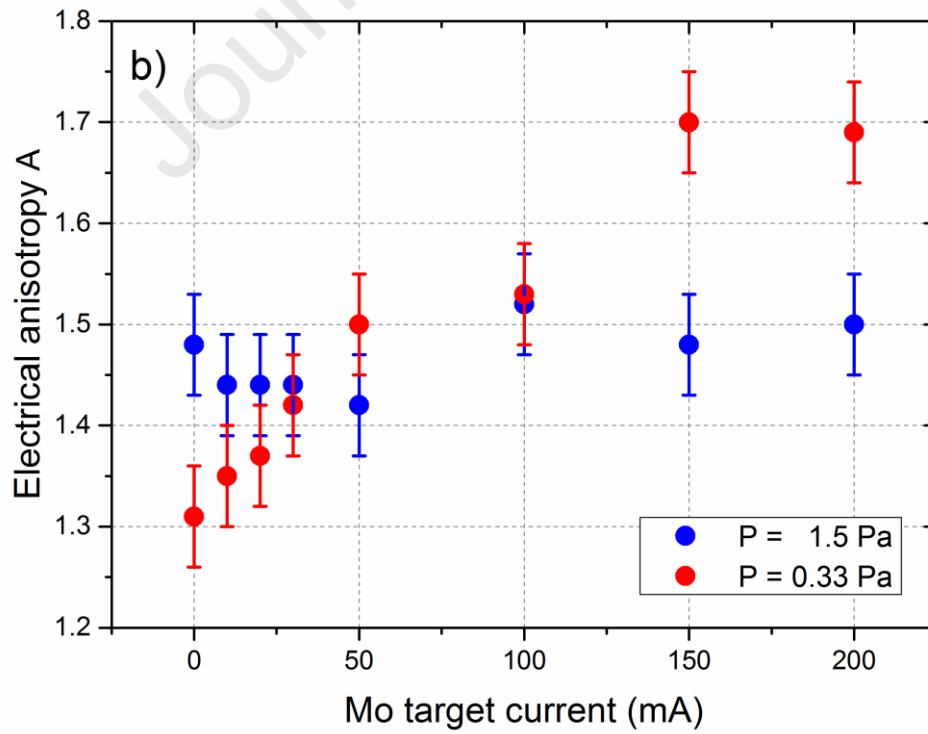 Jour
b)
Electrical anisotropy A
1.8
1.7
1.6
1.5
1.4
1.3
1.2
P = 1.5 Pa
P = 0.33 Pa
0 50 100 150 200
Mo target current (mA)